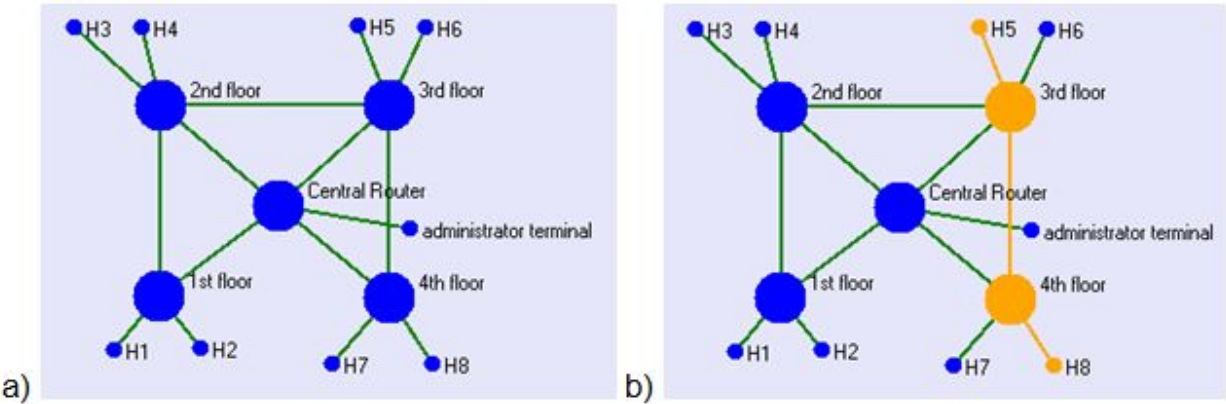 H3
H4
H5
H6
2nd floor
3rd floor
Central Router
administrator terminal
1st floor
4th floor
H1
H2
H7
H8
a)
H3
H4
H5
H6
2nd floor
3rd floor
Central Router
administrator terminal
1st floor
4th floor
H1
H2
H7
H8
b)